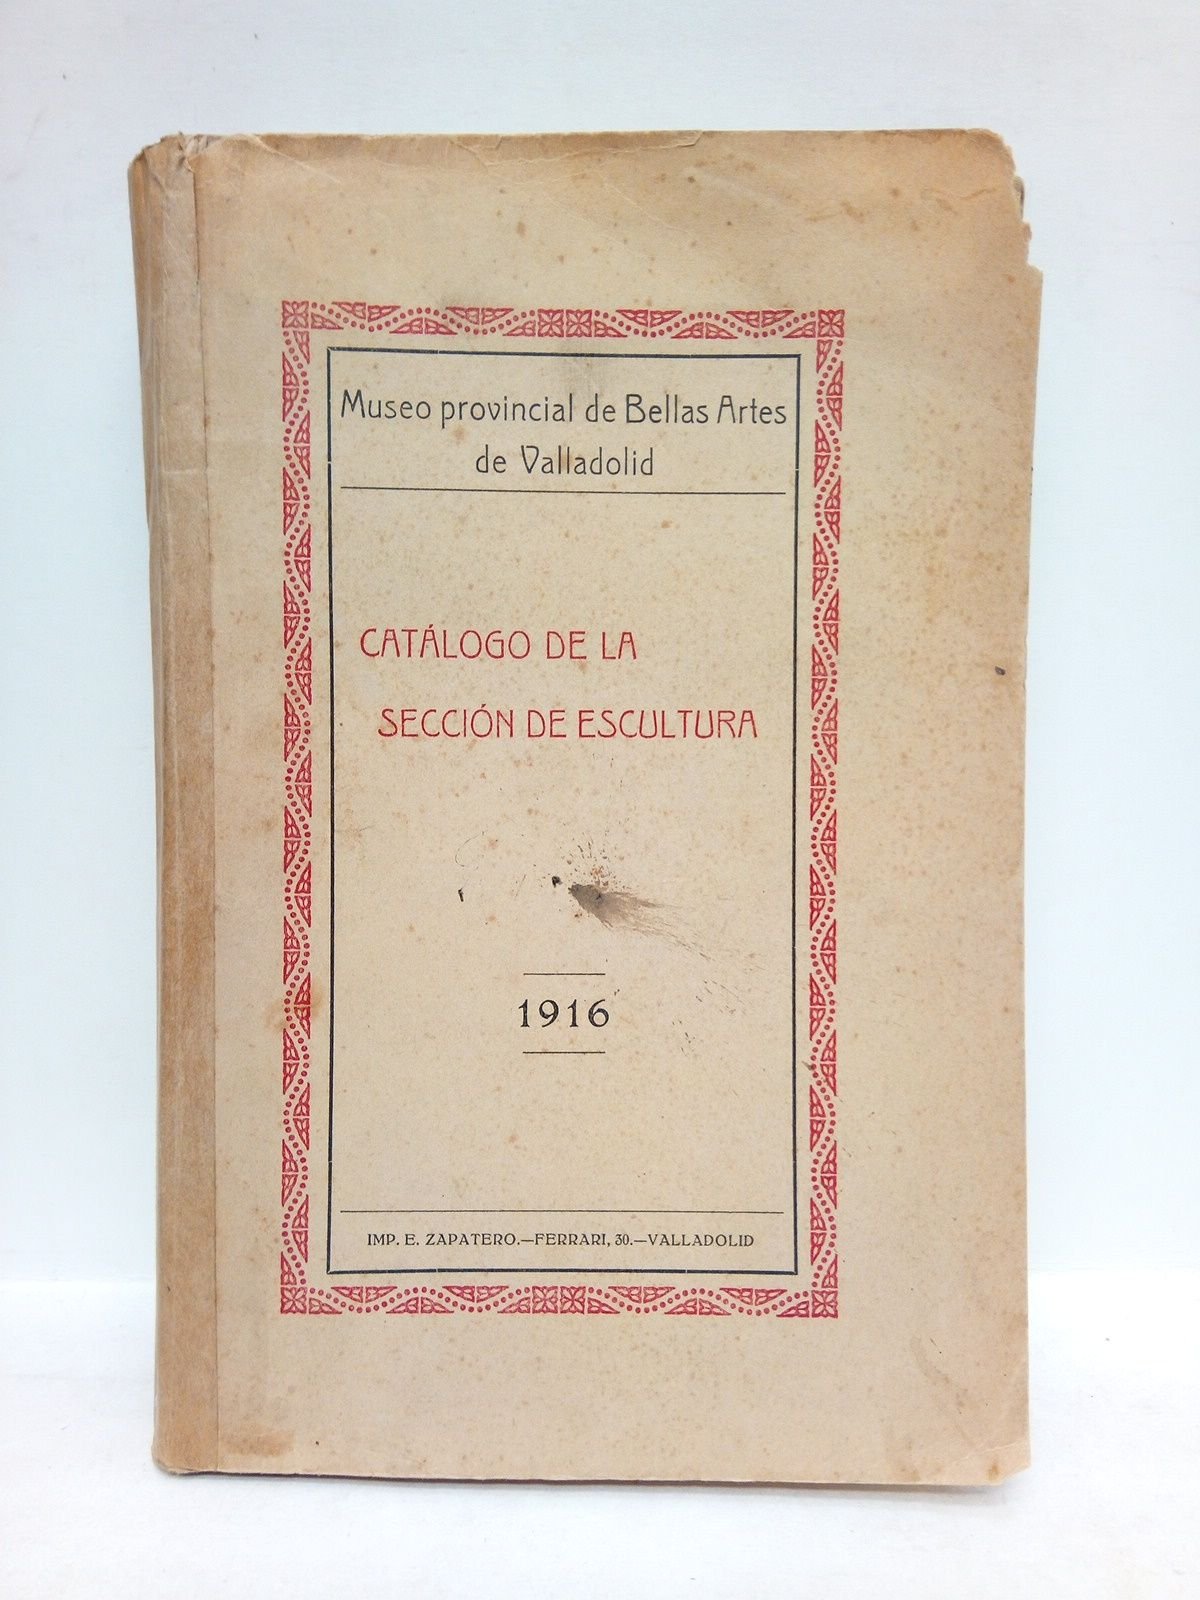 Museo provincial de Bellas Artes
de Valladolid
CATÁLOGO DE LA
SECCIÓN DE ESCULTURA
1916
IMP. E. ZAPATERO.—FERRARI, 30.—VALLADOLID